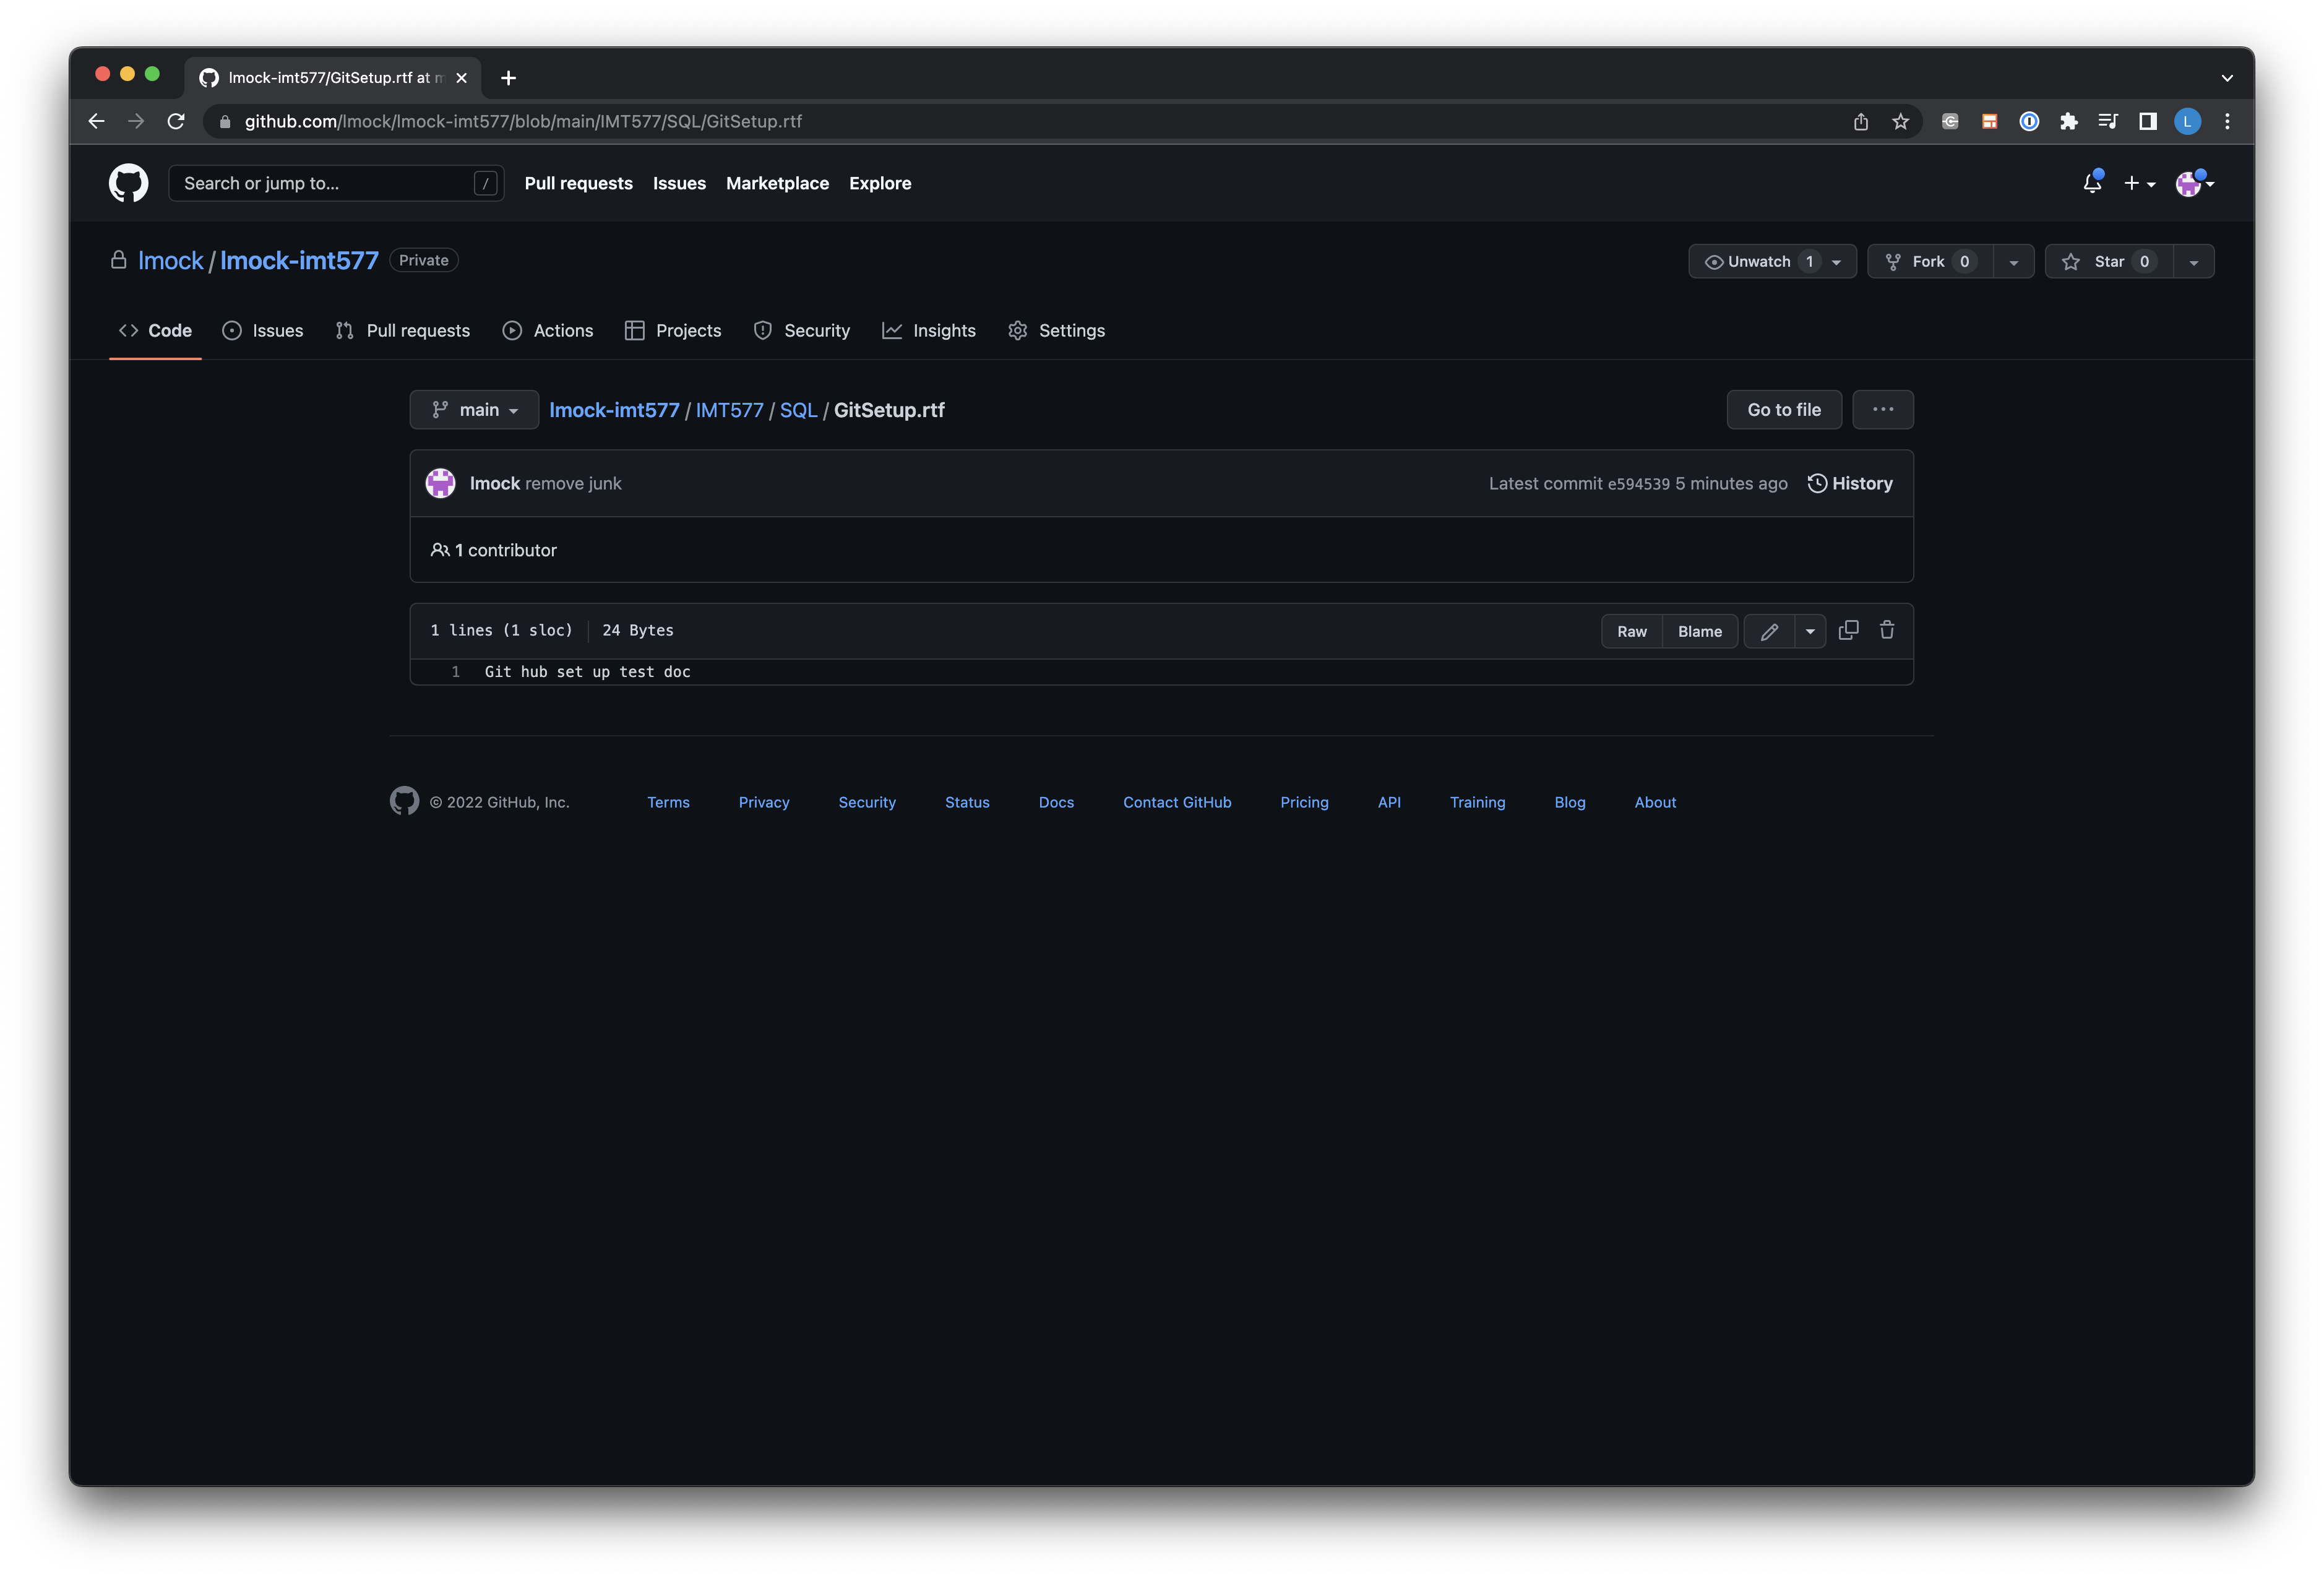 lmock-imt577/GitSetup.rtf at m
github.com/lmock/lmock-imt577/blob/main/IMT577/SQL/GitSetup.rtf
L
Search or jump to... / Pull requests Issues Marketplace Explore
lmock / lmock-imt577 Private Unwatch 1 Fork 0 Star 0
Code Issues Pull requests Actions Projects Security Insights Settings
main lmock-imt577 / IMT577 / SQL / GitSetup.rtf Go to file ...
lmock remove junk Latest commit e594539 5 minutes ago History
1 contributor
1 lines (1 sloc) 24 Bytes Raw Blame
1 Git hub set up test doc
© 2022 GitHub, Inc. Terms Privacy Security Status Docs Contact GitHub Pricing API Training Blog About